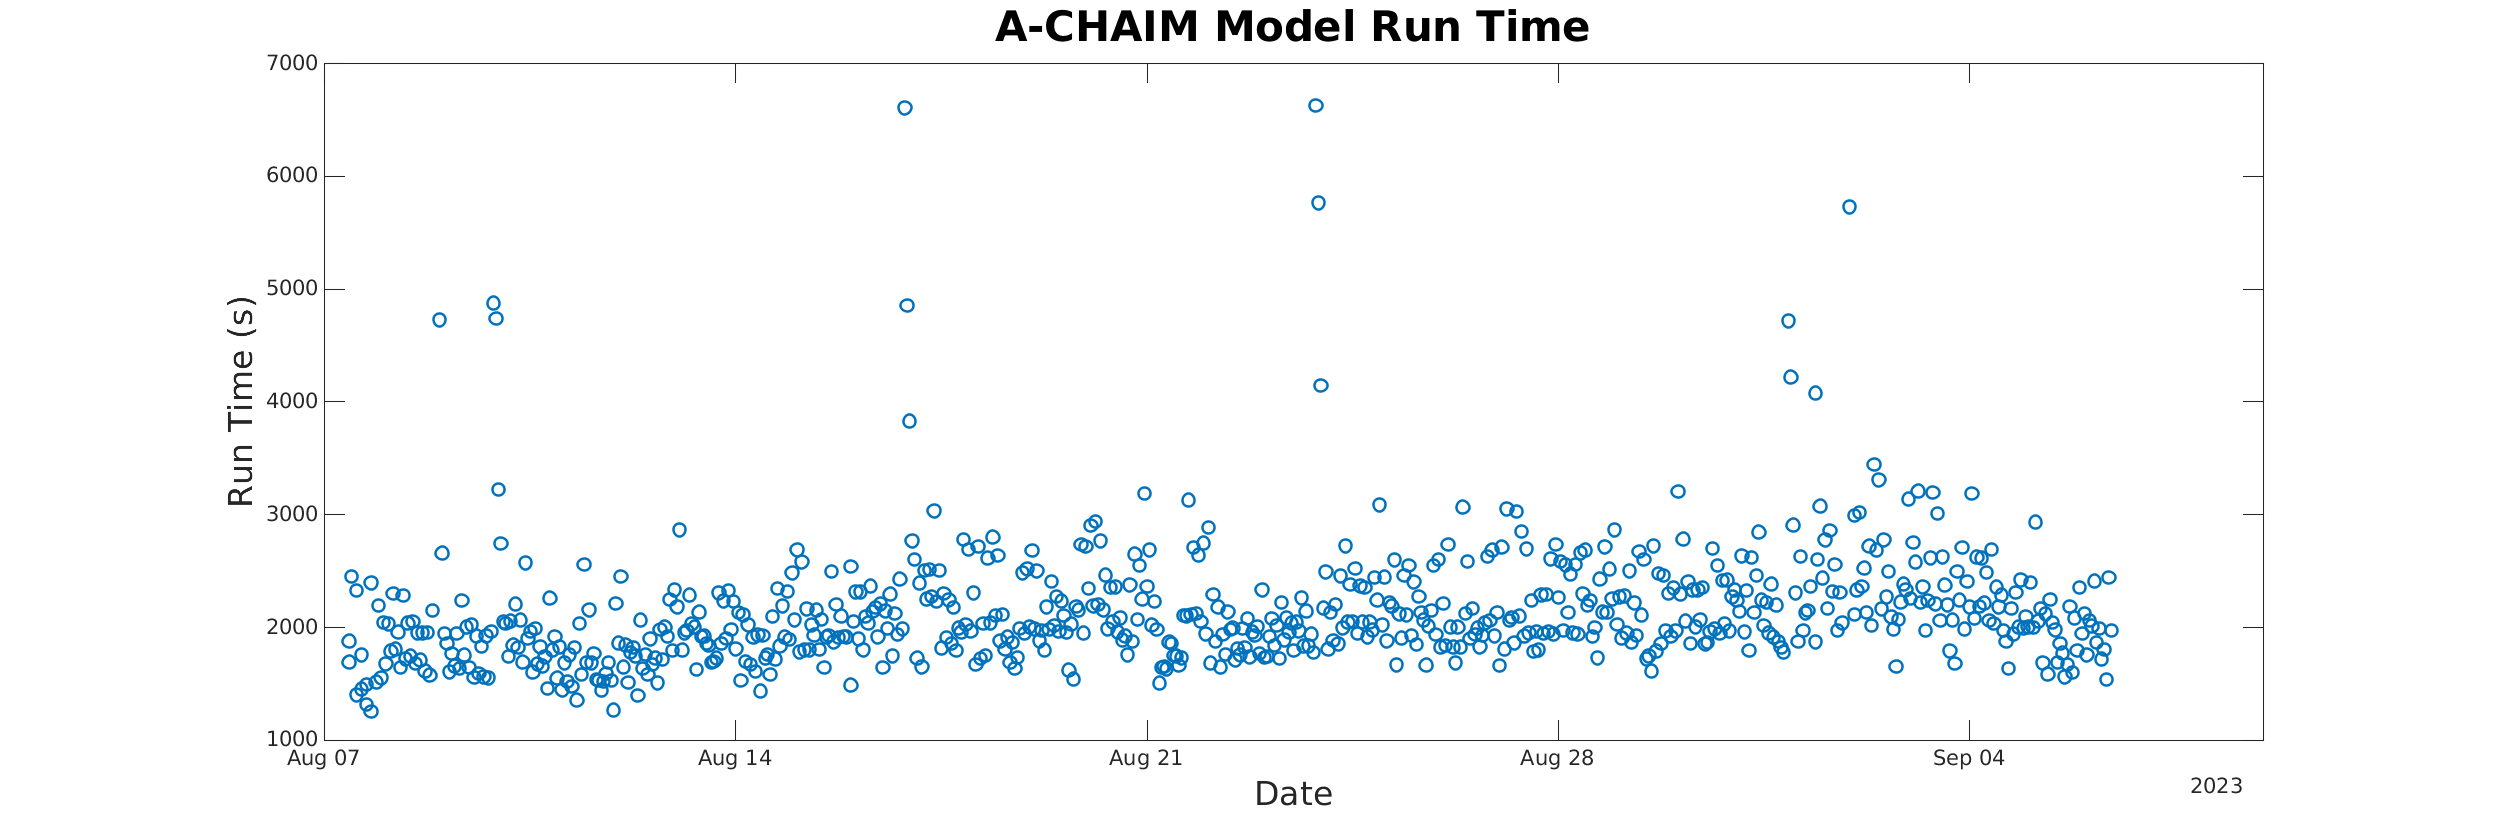 A-CHAIM Model Run Time
7000
6000
5000
4000
3000
2000
1000
Run Time (s)
Aug 07 Aug 14 Aug 21 Aug 28 Sep 04
Date
2023